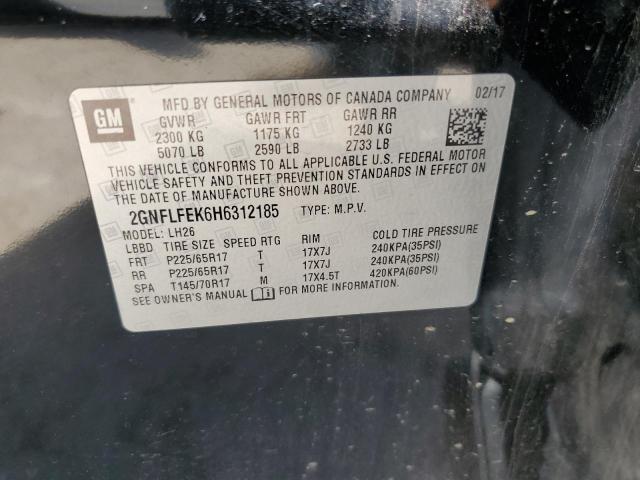 GM
MFD BY GENERAL MOTORS OF CANADA COMPANY 02/17
GVWR GAWR FRT GAWR RR
2300 KG 1175 KG 1240 KG
5070 LB 2590 LB 2733 LB
THIS VEHICLE CONFORMS TO ALL APPLICABLE U.S. FEDERAL MOTOR
VEHICLE SAFETY AND THEFT PREVENTION STANDARDS IN EFFECT ON
THE DATE OF MANUFACTURE SHOWN ABOVE.
2GNFLFEK6H6312185 TYPE: M.P.V.
MODEL: LH26
LBBD TIRE SIZE SPEED RTG RIM COLD TIRE PRESSURE
FRT P225/65R17 T 17X7J 240KPA(35PSI)
RR P225/65R17 T 17X7J 240KPA(35PSI)
SPA T145/70R17 M 17X4.5T 420KPA(60PSI)
SEE OWNER'S MANUAL FOR ADDITIONAL INFORMATION.